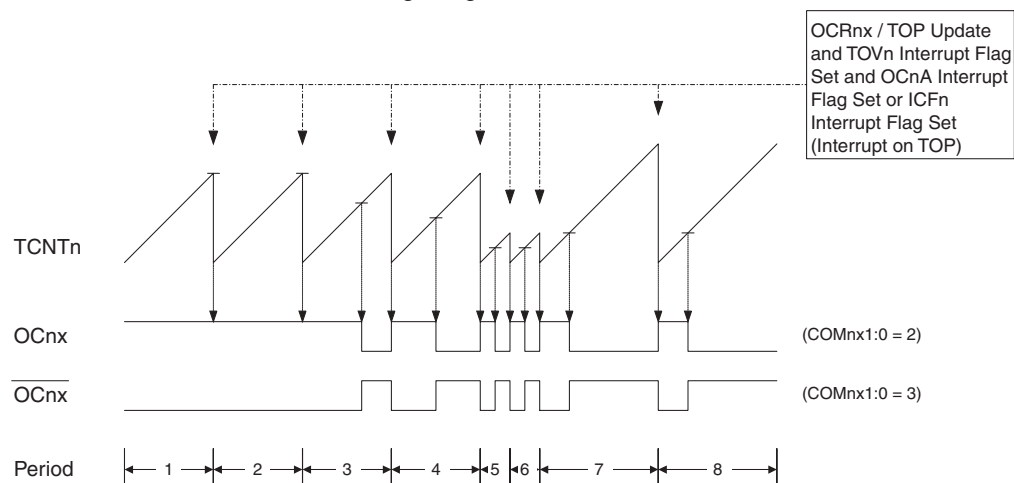 OCRnx / TOP Update
and TOVn Interrupt Flag
Set and OCnA Interrupt
Flag Set or ICFn
Interrupt Flag Set
(Interrupt on TOP)
TCNTn
OCnx
(COMnx1:0 = 2)
OCnx
(COMnx1:0 = 3)
Period
1 2 3 4 5 6 7 8